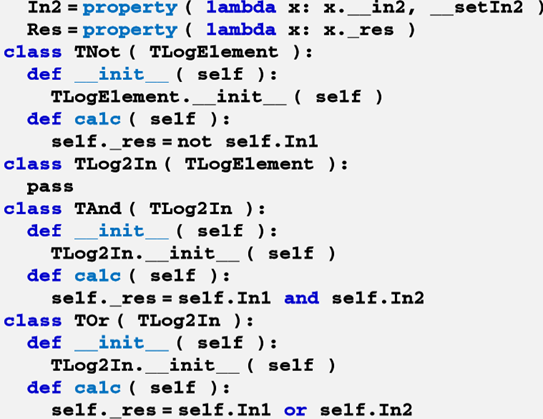 In2 = property ( lambda x: x.__in2, __setIn2 )
Res = property ( lambda x: x._res )
class TNot ( TLogElement ):
def __init__ ( self ):
TLogElement.__init__ ( self )
def calc ( self ):
self._res = not self.In1
class TLog2In ( TLogElement ):
pass
class TAnd ( TLog2In ):
def __init__ ( self ):
TLog2In.__init__ ( self )
def calc ( self ):
self._res = self.In1 and self.In2
class TOr ( TLog2In ):
def __init__ ( self ):
TLog2In.__init__ ( self )
def calc ( self ):
self._res = self.In1 or self.In2